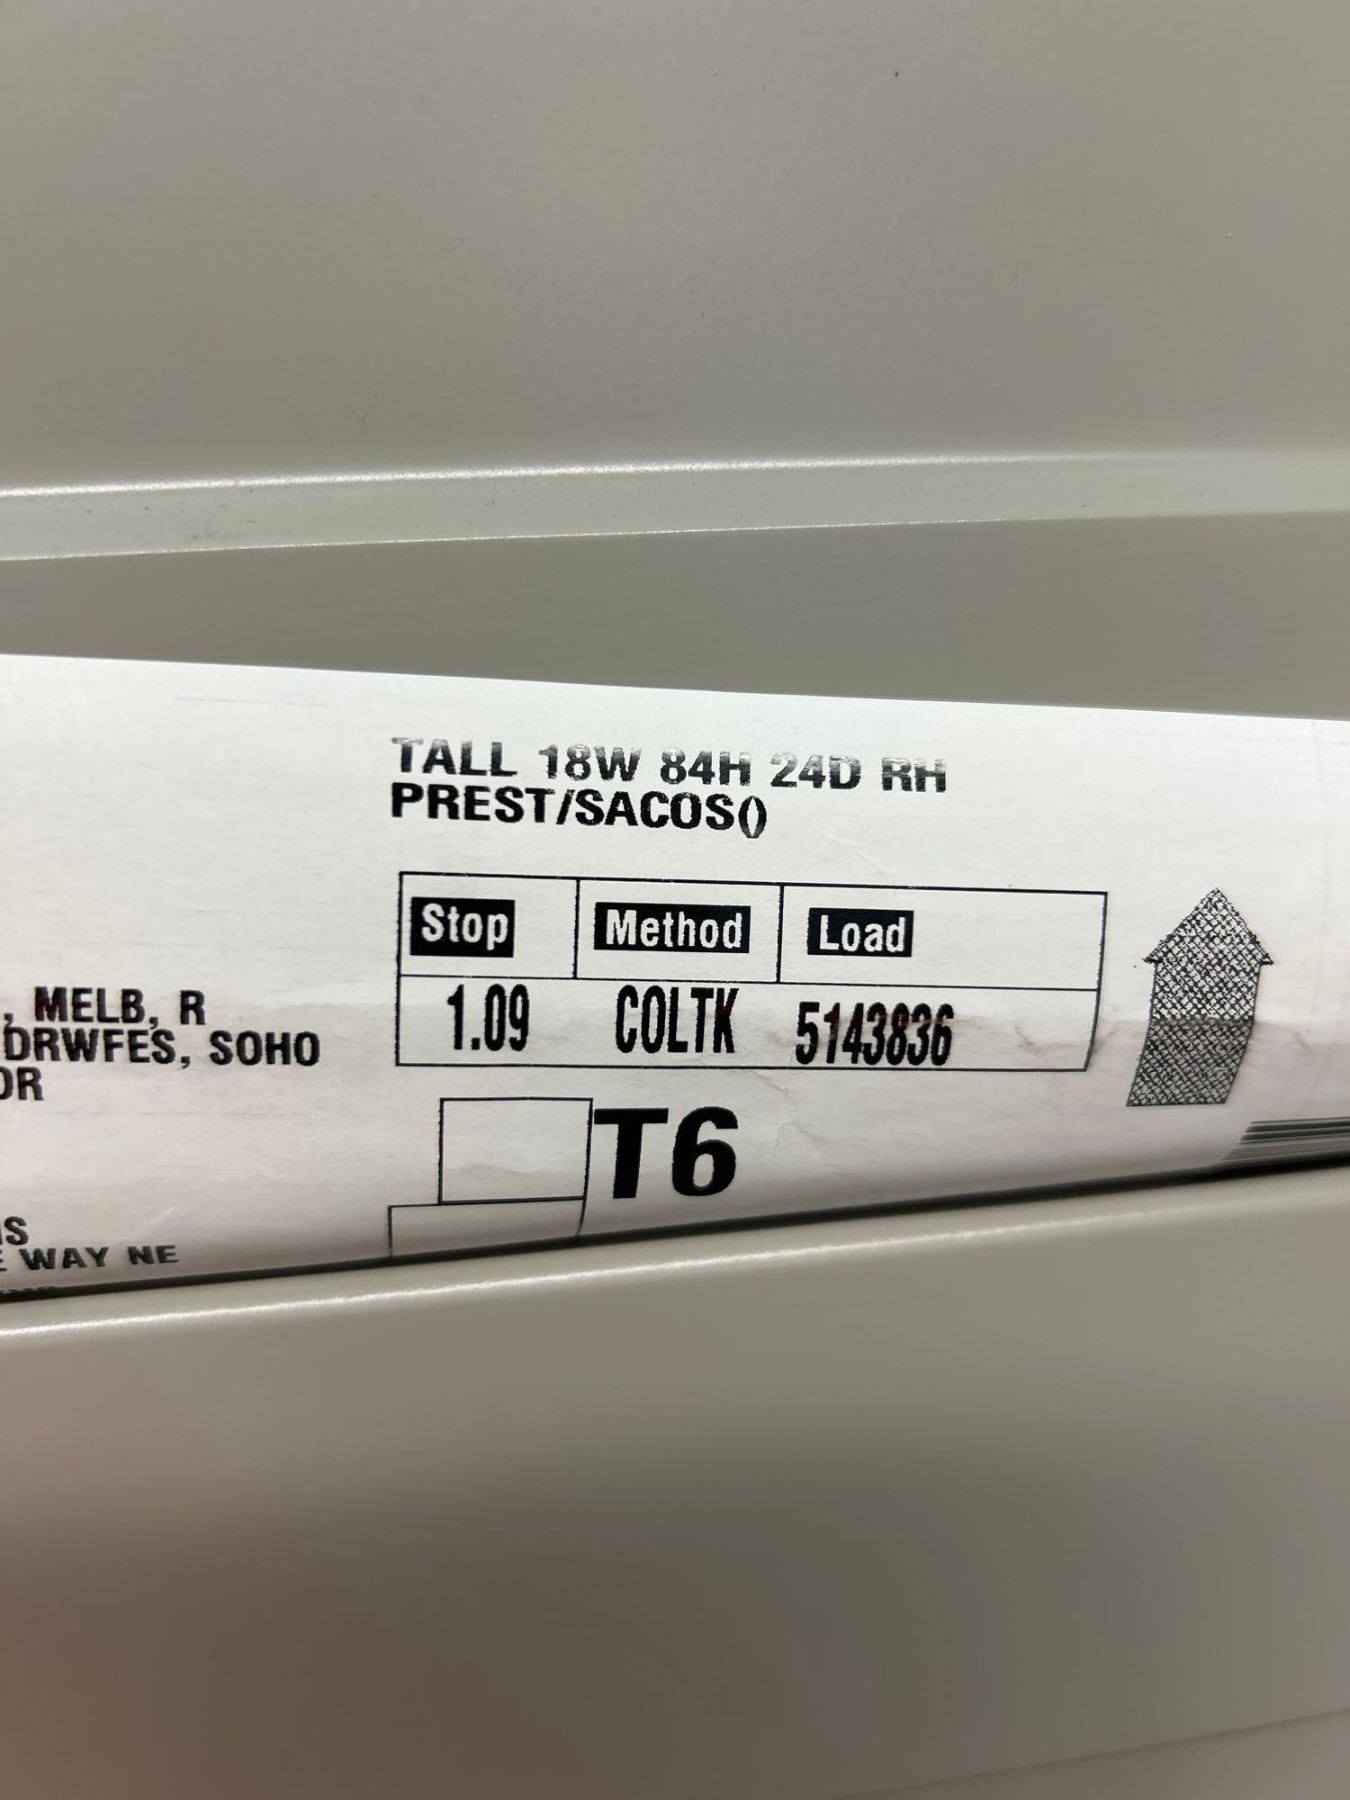 TALL 18W 84H 24D RH
PREST/SACOS()
Stop Method Load
1.09 COLTK 5143836
, MELB, R
DRWFES, SOHO
OR
T6
WAY NE